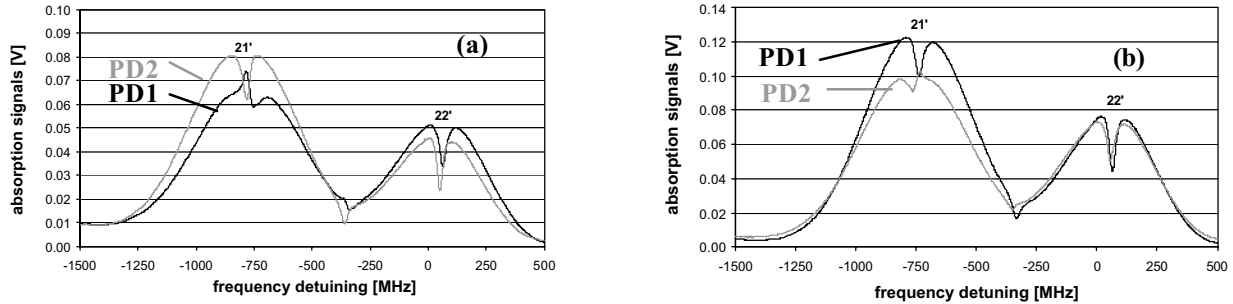 absorption signals [V]
0.10
0.09
0.08
0.07
0.06
0.05
0.04
0.03
0.02
0.01
0.00
21'
(a)
PD2
PD1
22'
-1500 -1250 -1000 -750 -500 -250 0 250 500
frequency detuining [MHz]
absorption signals [V]
0.14
0.12
0.10
0.08
0.06
0.04
0.02
0.00
21'
PD1
(b)
PD2
22'
-1500 -1250 -1000 -750 -500 -250 0 250 500
frequency detuning [MHz]